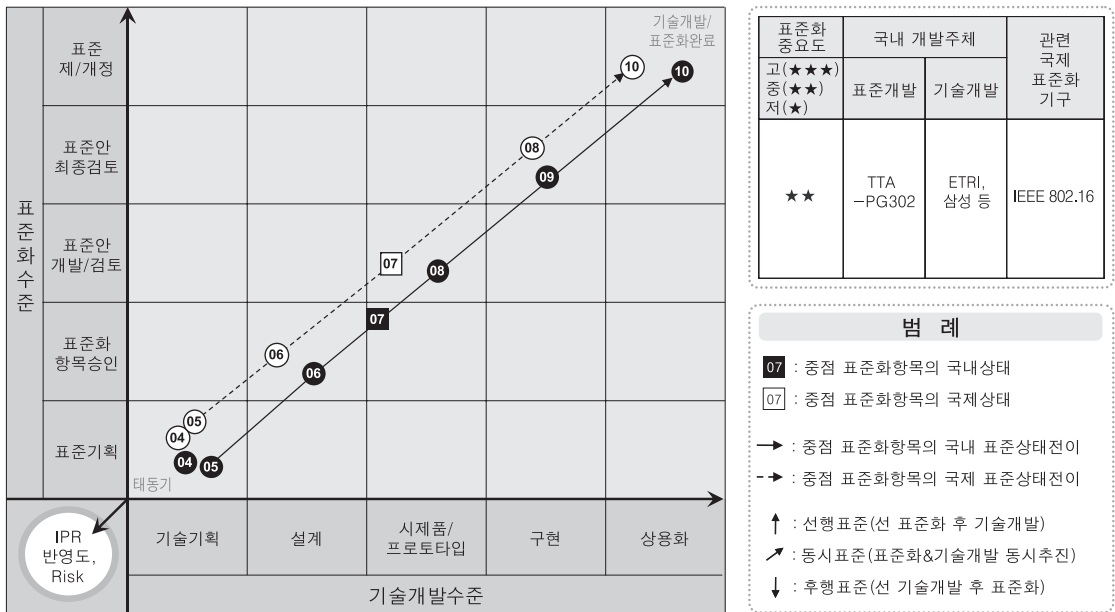 기술개발/
표준화완료
표준
제/개정
표준안
최종검토
표준안
개발/검토
표준화
항목승인
표준기획
표준화수준
10
10
08
09
07
08
07
06
06
05
04
04
05
태동기
IPR
반영도,
Risk
기술기획
설계
시제품/
프로토타입
구현
상용화
기술개발수준
표준화
중요도
국내 개발주체
관련
국제
표준화
기구
고(★★★)
중(★★)
저(★)
표준개발
기술개발
★★
TTA
-PG302
ETRI,
삼성 등
IEEE 802.16
범 례
07 : 중점 표준화항목의 국내상태
07 : 중점 표준화항목의 국제상태
: 중점 표준화항목의 국내 표준상태전이
: 중점 표준화항목의 국제 표준상태전이
: 선행표준(선 표준화 후 기술개발)
: 동시표준(표준화&기술개발 동시추진)
: 후행표준(선 기술개발 후 표준화)